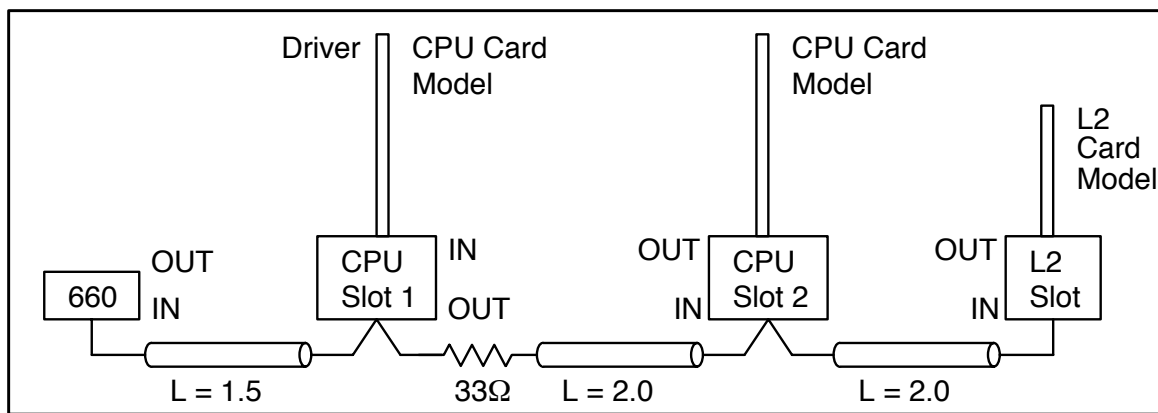 Driver
CPU Card
Model
CPU Card
Model
L2
Card
Model
OUT
660
IN
CPU
Slot 1
IN
OUT
OUT
CPU
Slot 2
IN
OUT
L2
Slot
IN
L = 1.5
33Ω
L = 2.0
L = 2.0